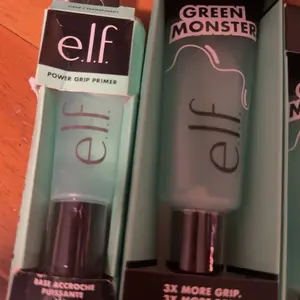 e.l.f.
POWER GRIP PRIMER
e.l.f.
BASE ACCROCHE
PUISSANTE
GREEN
MONSTER
e.l.f.
3X MORE GRIP.